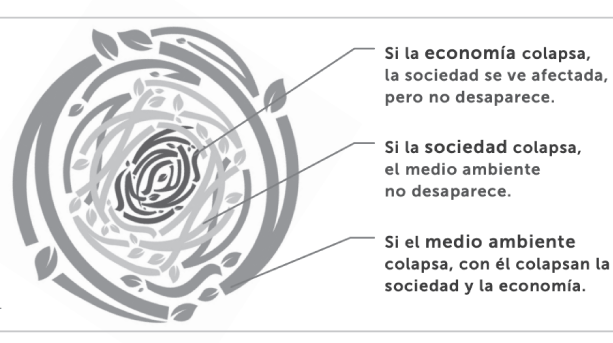 Si la economía colapsa,
la sociedad se ve afectada,
pero no desaparece.
Si la sociedad colapsa,
el medio ambiente
no desaparece.
Si el medio ambiente
colapsa, con él colapsan la
sociedad y la economía.